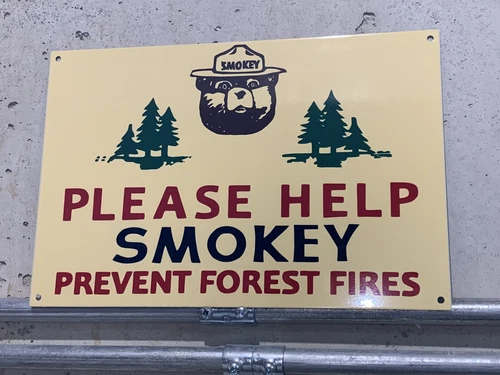 SMOKEY
PLEASE HELP
SMOKEY
PREVENT FOREST FIRES